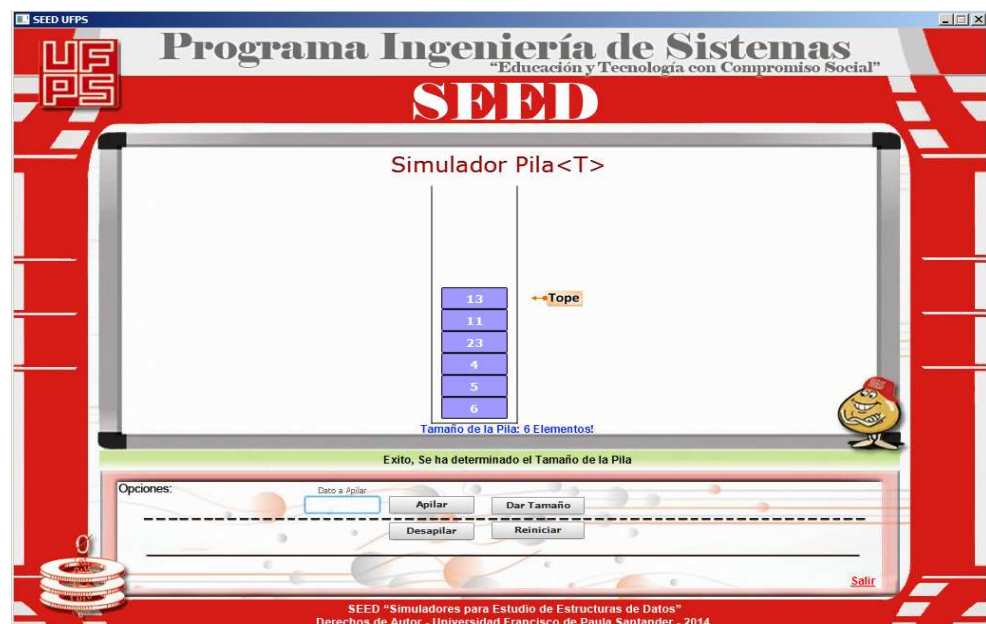 SEED UFPS
UFPS
Programa Ingeniería de Sistemas
“Educación y Tecnología con Compromiso Social”
SEED
Simulador Pila<T>
13
Tope
11
23
4
5
6
Tamaño de la Pila: 6 Elementos!
Exito, Se ha determinado el Tamaño de la Pila
Opciones:
Dato a Apilar
Apilar
Dar Tamaño
Desapilar
Reiniciar
Salir
SEED “Simuladores para Estudio de Estructuras de Datos”
Derechos de Autor - Universidad Francisco de Paula Santander - 2014